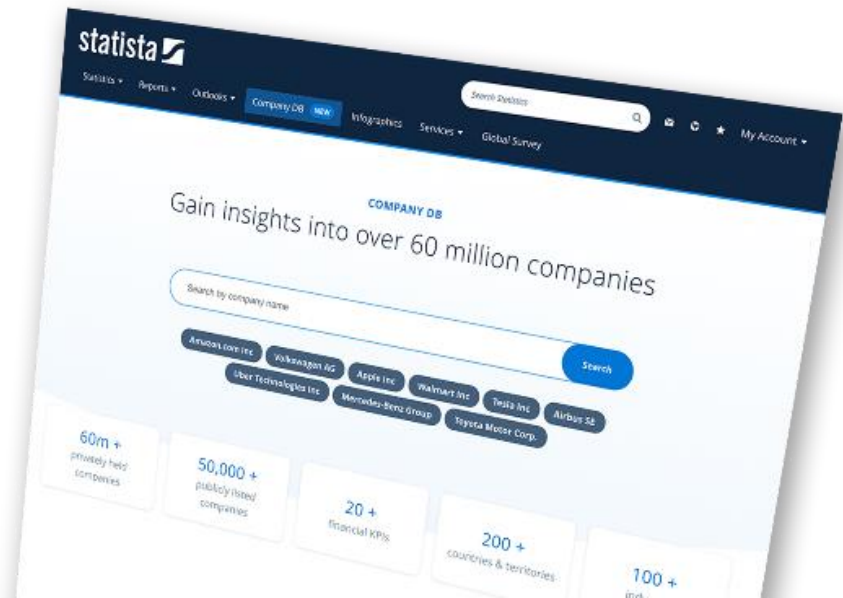 statista
Search Statistics
My Account
Statistics
Reports
Outlooks
Company DB NEW
Infographics
Services
Global Survey
COMPANY DB
Gain insights into over 60 million companies
Search by company name
Search
Amazon.com Inc
Volkswagen AG
Apple Inc
Walmart Inc
Tesla Inc
Airbus SE
Uber Technologies Inc
Mercedes-Benz Group
Toyota Motor Corp.
60m +
privately held
companies
50,000 +
publicly listed
companies
20 +
financial KPIs
200 +
countries & territories
100 +